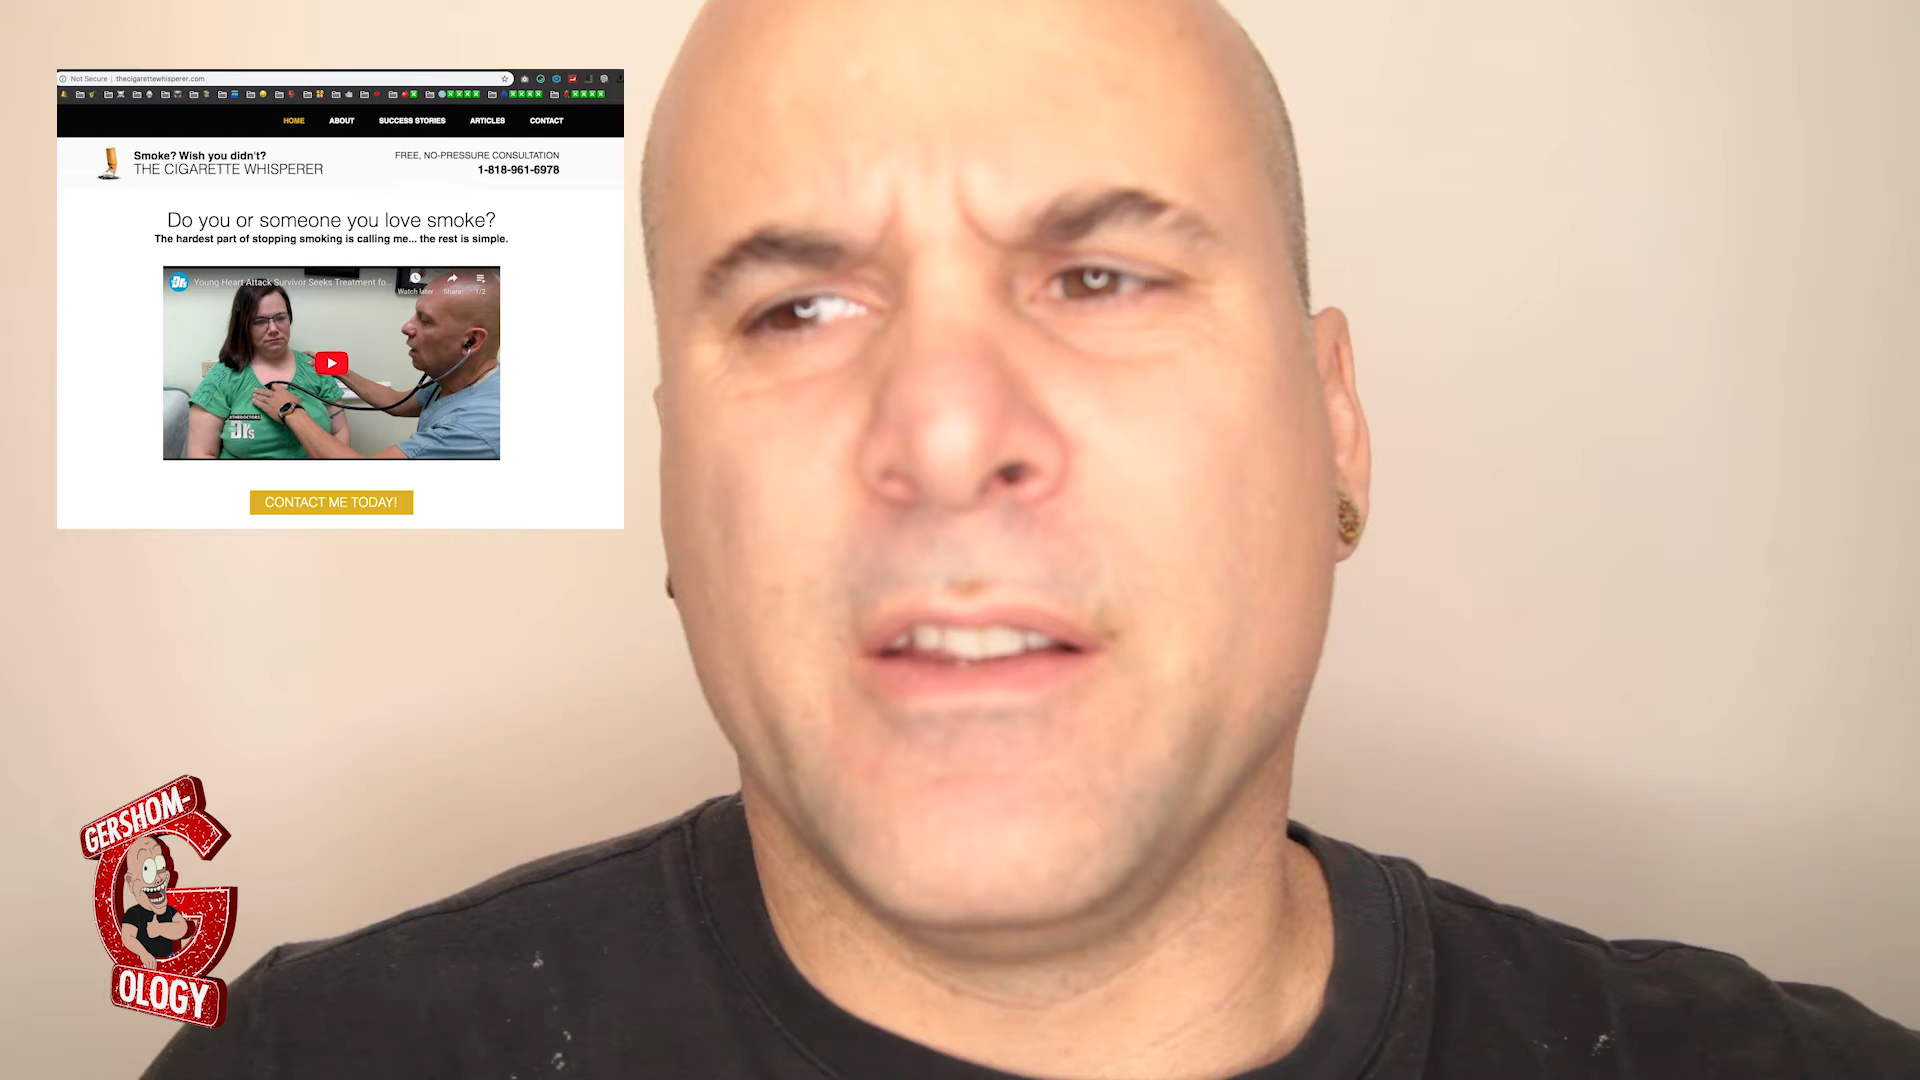 Not Secure | thecigarettewhisperer.com
HOME ABOUT SUCCESS STORIES ARTICLES CONTACT
Smoke? Wish you didn't?
THE CIGARETTE WHISPERER
FREE, NO-PRESSURE CONSULTATION
1-818-961-6978
Do you or someone you love smoke?
The hardest part of stopping smoking is calling me... the rest is simple.
Young Heart Attack Survivor Seeks Treatment fo...
Watch later Share 1/2
#THEDOCTORS
CONTACT ME TODAY!
GERSHOM-
OLOGY